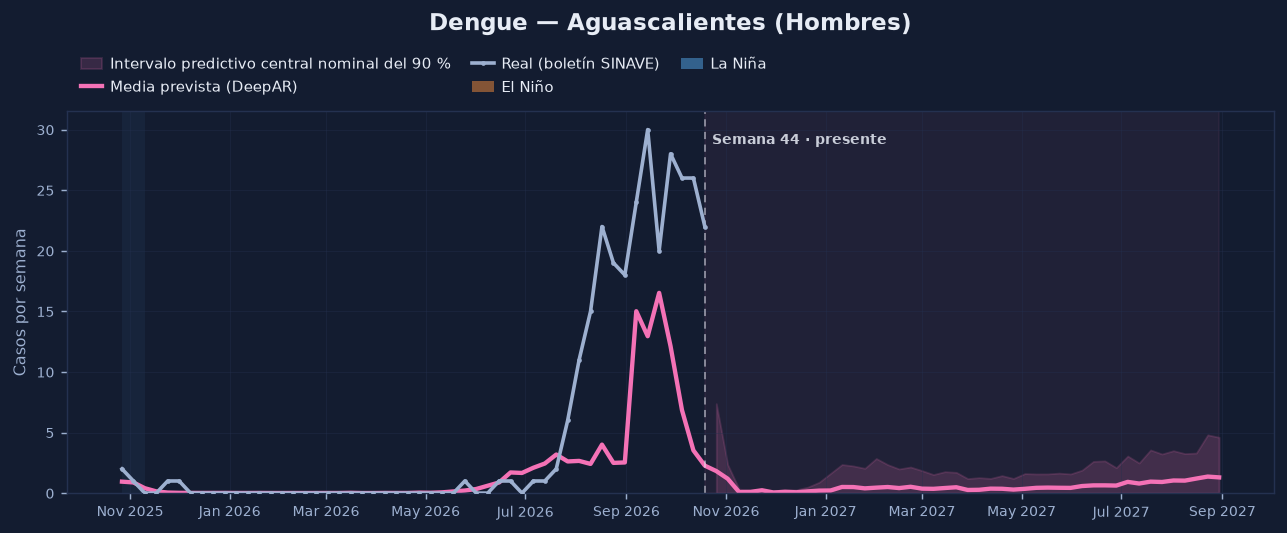 Dengue — Aguascalientes (Hombres)
Intervalo predictivo central nominal del 90 %
Real (boletín SINAVE)
La Niña
Media prevista (DeepAR)
El Niño
Semana 44 · presente
Casos por semana
30
25
20
15
10
5
0
Nov 2025
Jan 2026
Mar 2026
May 2026
Jul 2026
Sep 2026
Nov 2026
Jan 2027
Mar 2027
May 2027
Jul 2027
Sep 2027